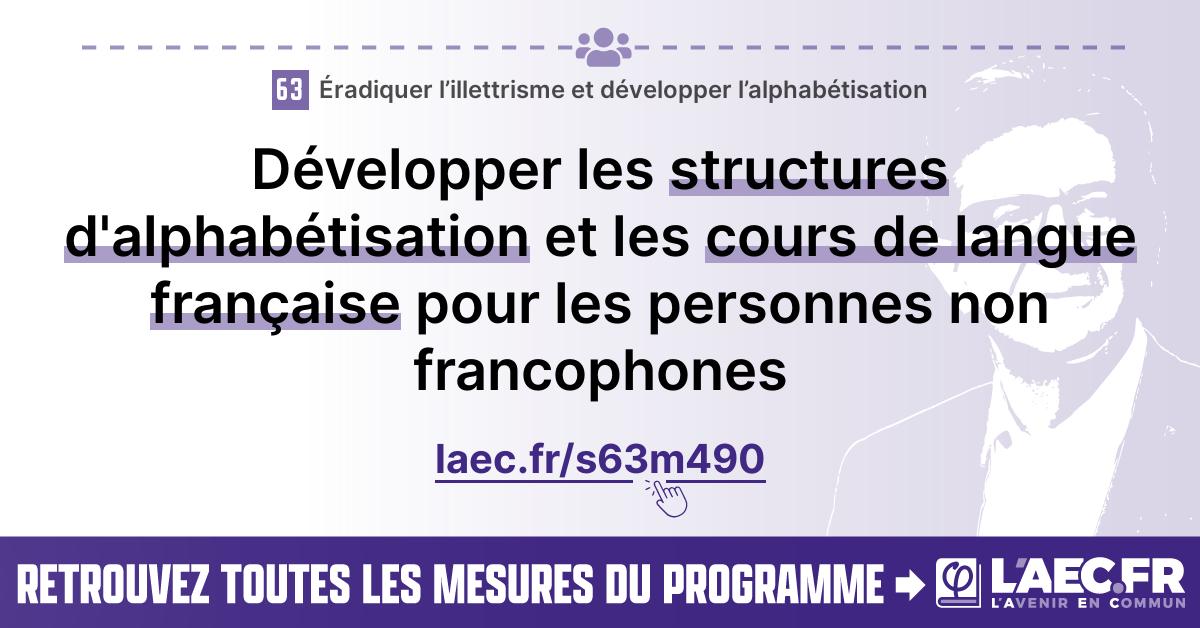 63 Éradiquer l’illettrisme et développer l’alphabétisation
Développer les structures
d'alphabétisation et les cours de langue
française pour les personnes non
francophones
laec.fr/s63m490
RETROUVEZ TOUTES LES MESURES DU PROGRAMME
φ L'AEC.FR
L'AVENIR EN COMMUN